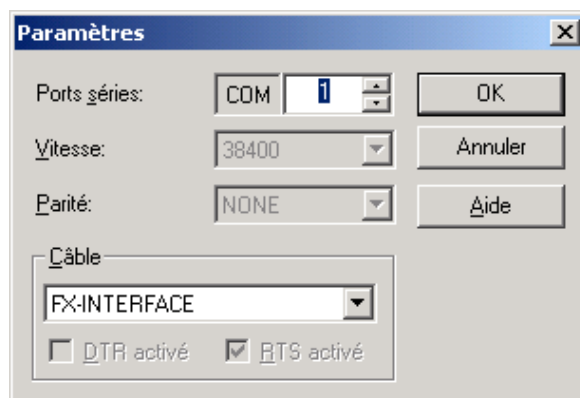 Paramètres
Ports séries: COM 1 OK
Vitesse: 38400 Annuler
Parité: NONE Aide
Câble
FX-INTERFACE
DTR activé RTS activé